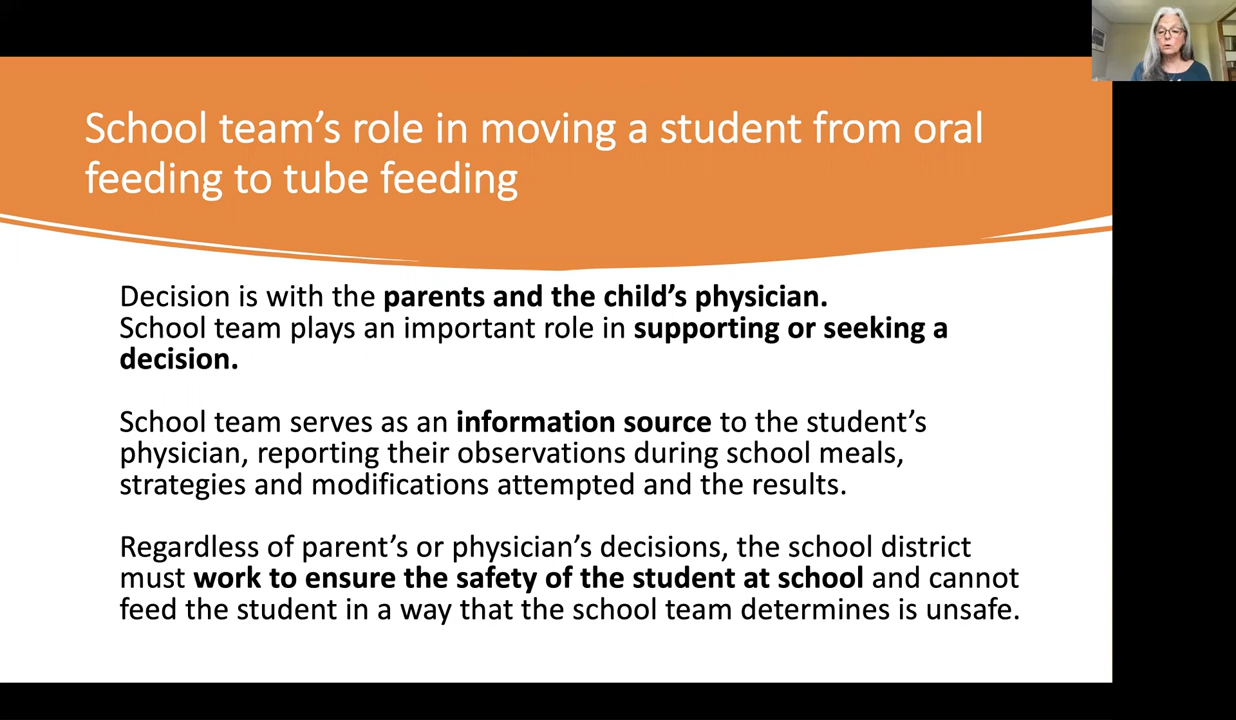 School team’s role in moving a student from oral
feeding to tube feeding
Decision is with the parents and the child’s physician.
School team plays an important role in supporting or seeking a
decision.
School team serves as an information source to the student’s
physician, reporting their observations during school meals,
strategies and modifications attempted and the results.
Regardless of parent’s or physician’s decisions, the school district
must work to ensure the safety of the student at school and cannot
feed the student in a way that the school team determines is unsafe.